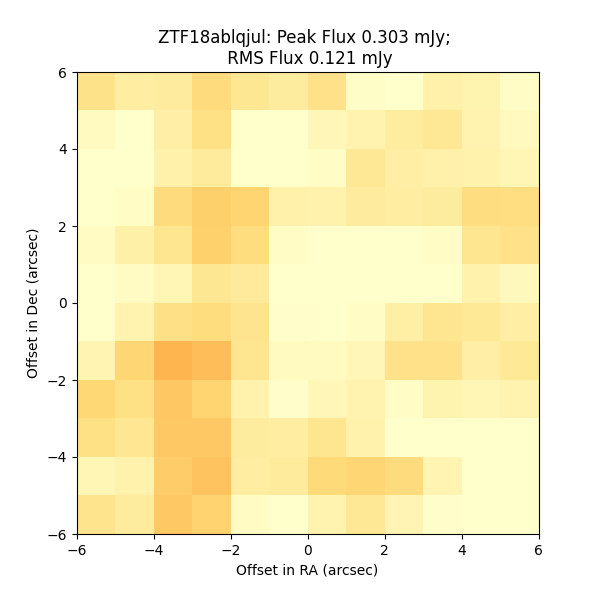 ZTF18ablqjul: Peak Flux 0.303 mJy;
RMS Flux 0.121 mJy
6
4
2
0
−2
−4
−6
Offset in Dec (arcsec)
−6 −4 −2 0 2 4 6
Offset in RA (arcsec)